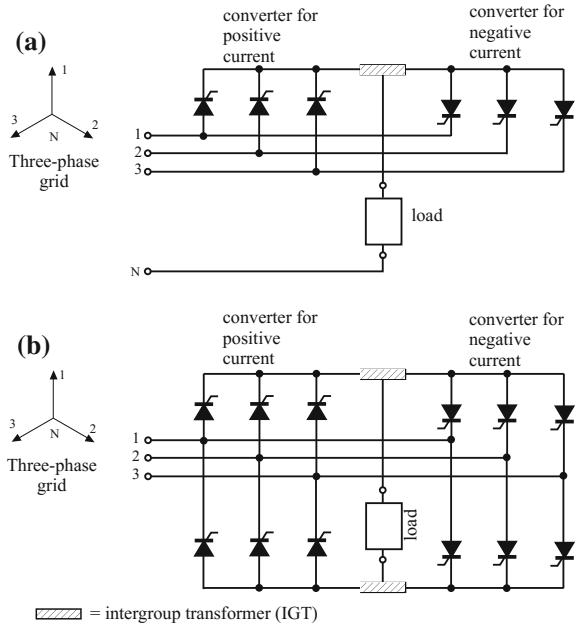 (a)
converter for
positive
current
converter for
negative
current
1
3
N
2
Three-phase
grid
1
2
3
load
N
(b)
converter for
positive
current
converter for
negative
current
1
3
N
2
Three-phase
grid
1
2
3
load
= intergroup transformer (IGT)